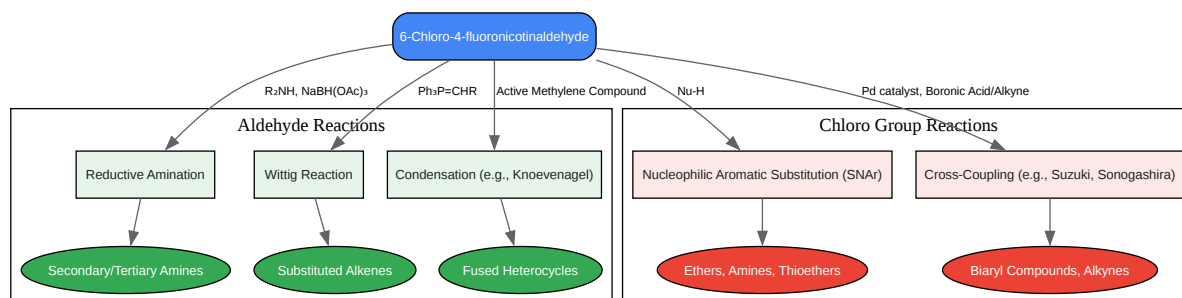 6-Chloro-4-fluoronicotinaldehyde
R₂NH, NaBH(OAc)₃
Ph₃P=CHR
Active Methylene Compound
Nu-H
Pd catalyst, Boronic Acid/Alkyne
Aldehyde Reactions
Chloro Group Reactions
Reductive Amination
Wittig Reaction
Condensation (e.g., Knoevenagel)
Nucleophilic Aromatic Substitution (SNAr)
Cross-Coupling (e.g., Suzuki, Sonogashira)
Secondary/Tertiary Amines
Substituted Alkenes
Fused Heterocycles
Ethers, Amines, Thioethers
Biaryl Compounds, Alkynes